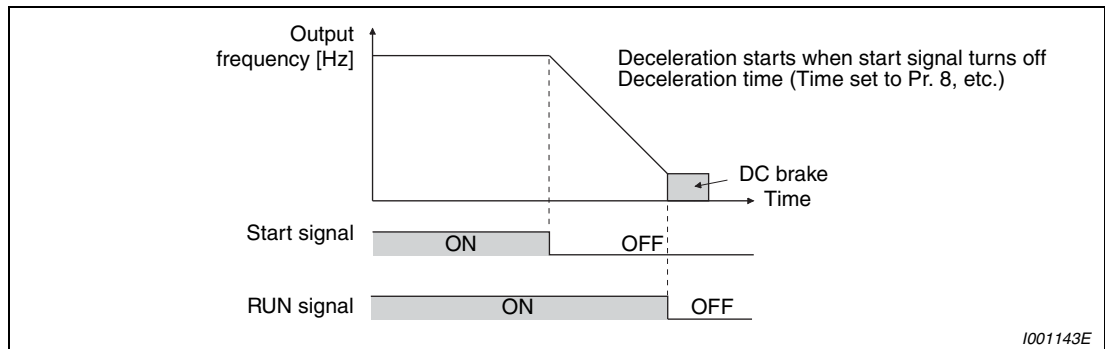 Output
frequency [Hz]
Deceleration starts when start signal turns off
Deceleration time (Time set to Pr. 8, etc.)
DC brake
Time
Start signal
ON
OFF
RUN signal
ON
OFF
I001143E